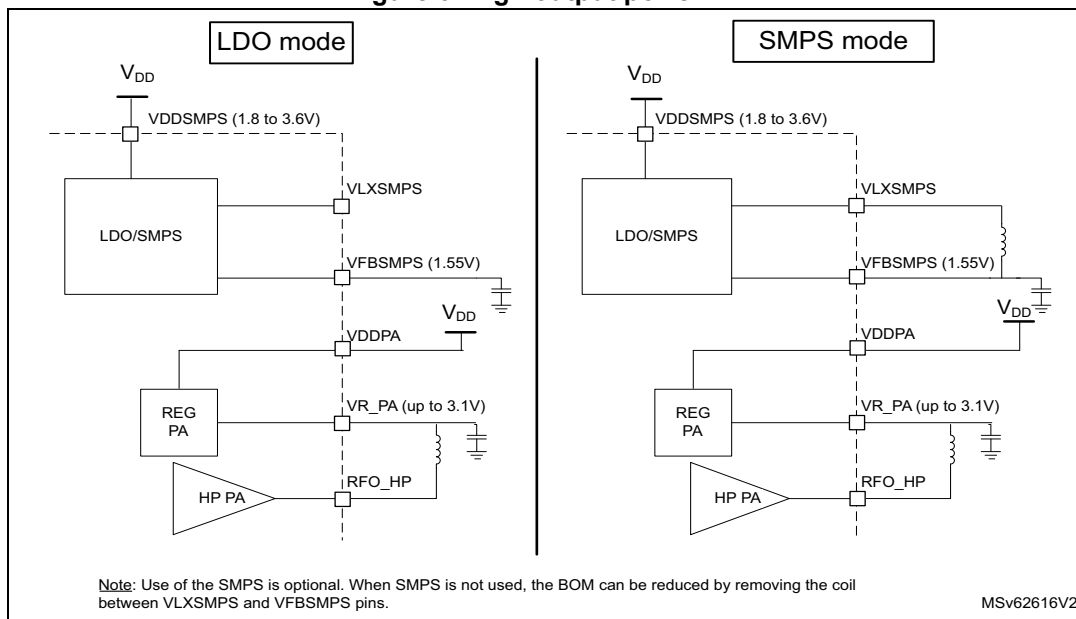 LDO mode
SMPS mode
VDD
VDDSMPS (1.8 to 3.6V)
LDO/SMPS
VLXSMPS
VFBSMPS (1.55V)
VDD
VDDPA
REG
PA
VR_PA (up to 3.1V)
HP PA
RFO_HP
VDD
VDDSMPS (1.8 to 3.6V)
LDO/SMPS
VLXSMPS
VFBSMPS (1.55V)
VDD
VDDPA
REG
PA
VR_PA (up to 3.1V)
HP PA
RFO_HP
Note: Use of the SMPS is optional. When SMPS is not used, the BOM can be reduced by removing the coil
between VLXSMPS and VFBSMPS pins.
MSv62616V2